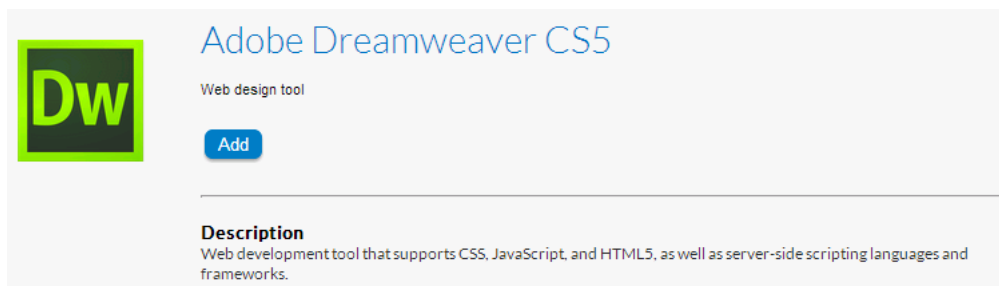 Dw
Adobe Dreamweaver CS5
Web design tool
Add
Description
Web development tool that supports CSS, JavaScript, and HTML5, as well as server-side scripting languages and
frameworks.